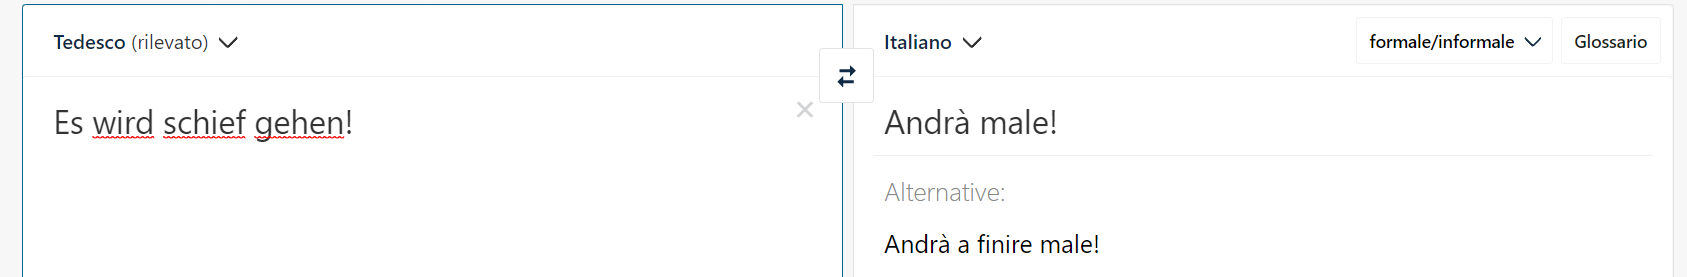 Tedesco (rilevato)
Es wird schief gehen!
Italiano
formale/informale
Glossario
Andrà male!
Alternative:
Andrà a finire male!